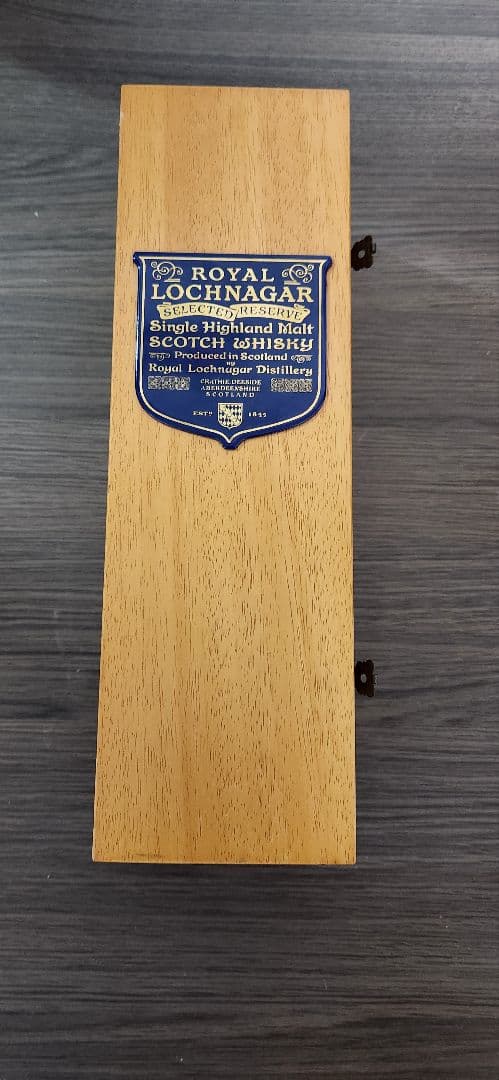 ROYAL
LOCHNAGAR
SELECTED RESERVE
Single Highland Malt
SCOTCH WHISKY
Produced in Scotland
BY
Royal Lochnagar Distillery
CRATHIE, DEESIDE
ABERDEENSHIRE
SCOTLAND
ESTD 1845